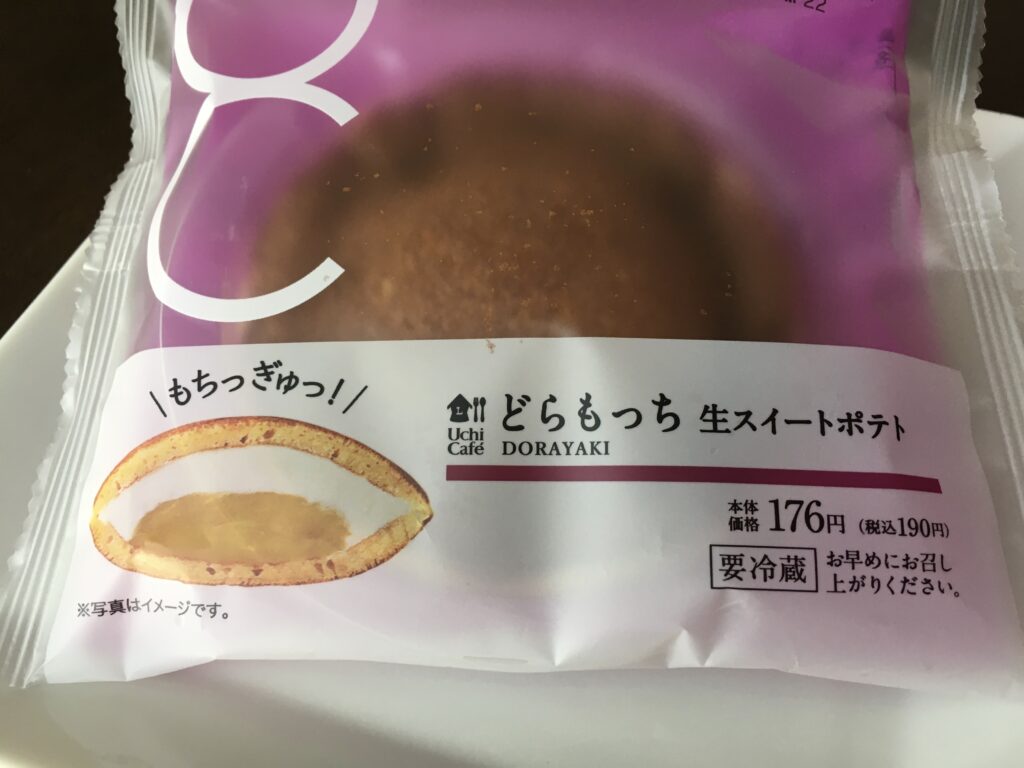 22
\もちっぎゅっ!/
Uchi
Café
どらもっち 生スイートポテト
DORAYAKI
本体
価格 176円 (税込190円)
要冷蔵 お早めにお召し
上がりください。
※写真はイメージです。